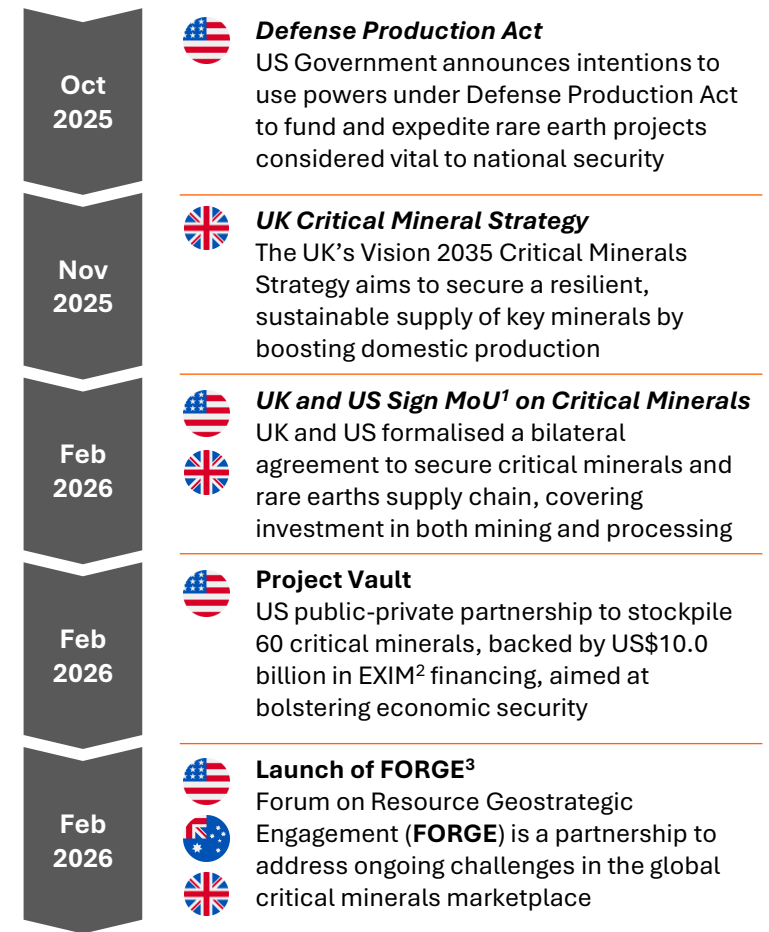 Oct
2025
Defense Production Act
US Government announces intentions to
use powers under Defense Production Act
to fund and expedite rare earth projects
considered vital to national security
Nov
2025
UK Critical Mineral Strategy
The UK’s Vision 2035 Critical Minerals
Strategy aims to secure a resilient,
sustainable supply of key minerals by
boosting domestic production
Feb
2026
UK and US Sign MoU¹ on Critical Minerals
UK and US formalised a bilateral
agreement to secure critical minerals and
rare earths supply chain, covering
investment in both mining and processing
Feb
2026
Project Vault
US public-private partnership to stockpile
60 critical minerals, backed by US$10.0
billion in EXIM² financing, aimed at
bolstering economic security
Feb
2026
Launch of FORGE³
Forum on Resource Geostrategic
Engagement (FORGE) is a partnership to
address ongoing challenges in the global
critical minerals marketplace